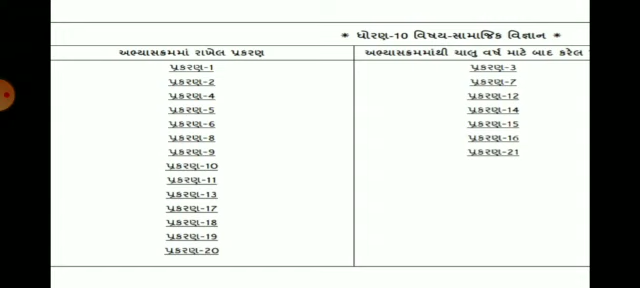 * ધોરણ-10 વિષય-સામાજિક વિજ્ઞાન *
અભ્યાસક્રમમાં રાખેલ પ્રકરણ
પ્રકરણ-1
પ્રકરણ-2
પ્રકરણ-4
પ્રકરણ-5
પ્રકરણ-6
પ્રકરણ-8
પ્રકરણ-9
પ્રકરણ-10
પ્રકરણ-11
પ્રકરણ-13
પ્રકરણ-17
પ્રકરણ-18
પ્રકરણ-19
પ્રકરણ-20
અભ્યાસક્રમમાંથી ચાલુ વર્ષ માટે બાદ કરેલ
પ્રકરણ-3
પ્રકરણ-7
પ્રકરણ-12
પ્રકરણ-14
પ્રકરણ-15
પ્રકરણ-16
પ્રકરણ-21